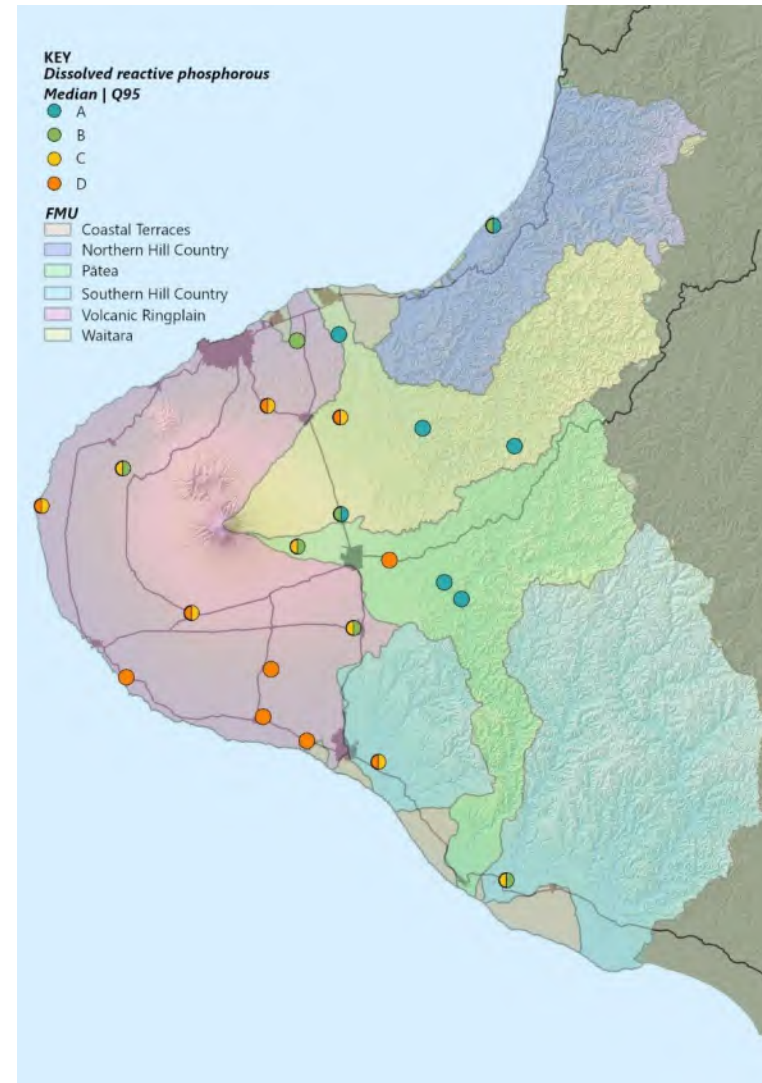 KEY
Dissolved reactive phosphorous
Median | Q95
A
B
C
D
FMU
Coastal Terraces
Northern Hill Country
Pātea
Southern Hill Country
Volcanic Ringplain
Waitara